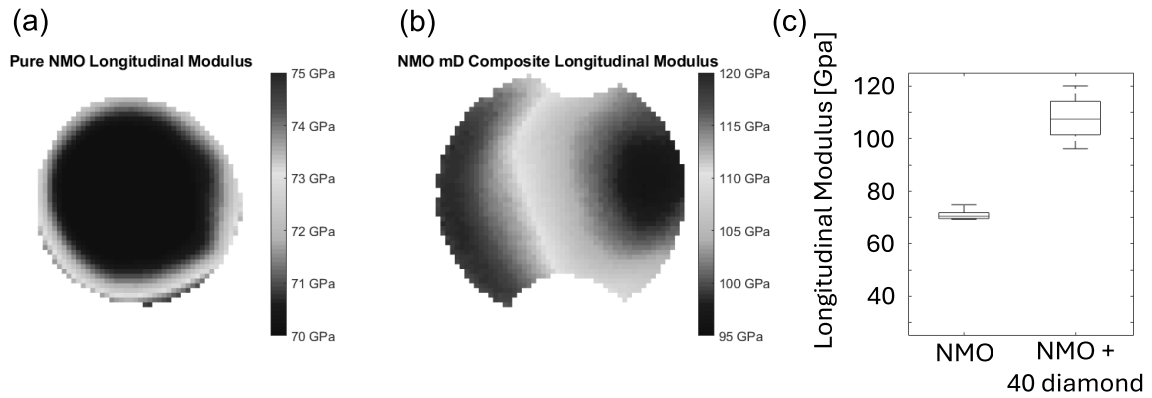 (a)
Pure NMO Longitudinal Modulus
75 GPa
74 GPa
73 GPa
72 GPa
71 GPa
70 GPa
(b)
NMO mD Composite Longitudinal Modulus
120 GPa
115 GPa
110 GPa
105 GPa
100 GPa
95 GPa
(c)
Longitudinal Modulus [Gpa]
120
100
80
60
40
NMO
NMO +
40 diamond